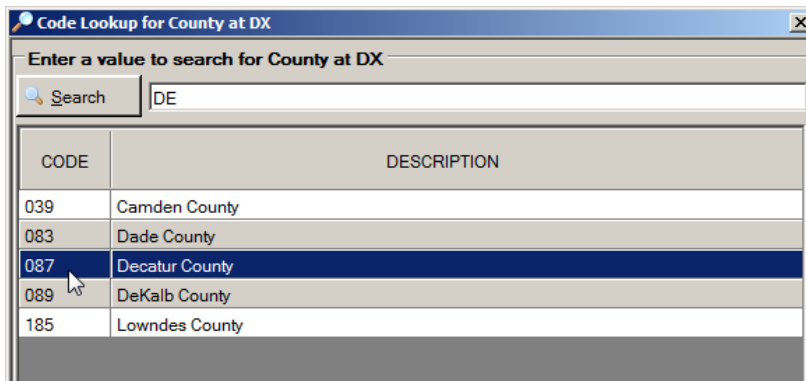 Code Lookup for County at DX
Enter a value to search for County at DX
Search DE
CODE DESCRIPTION
039 Camden County
083 Dade County
087 Decatur County
089 DeKalb County
185 Lowndes County